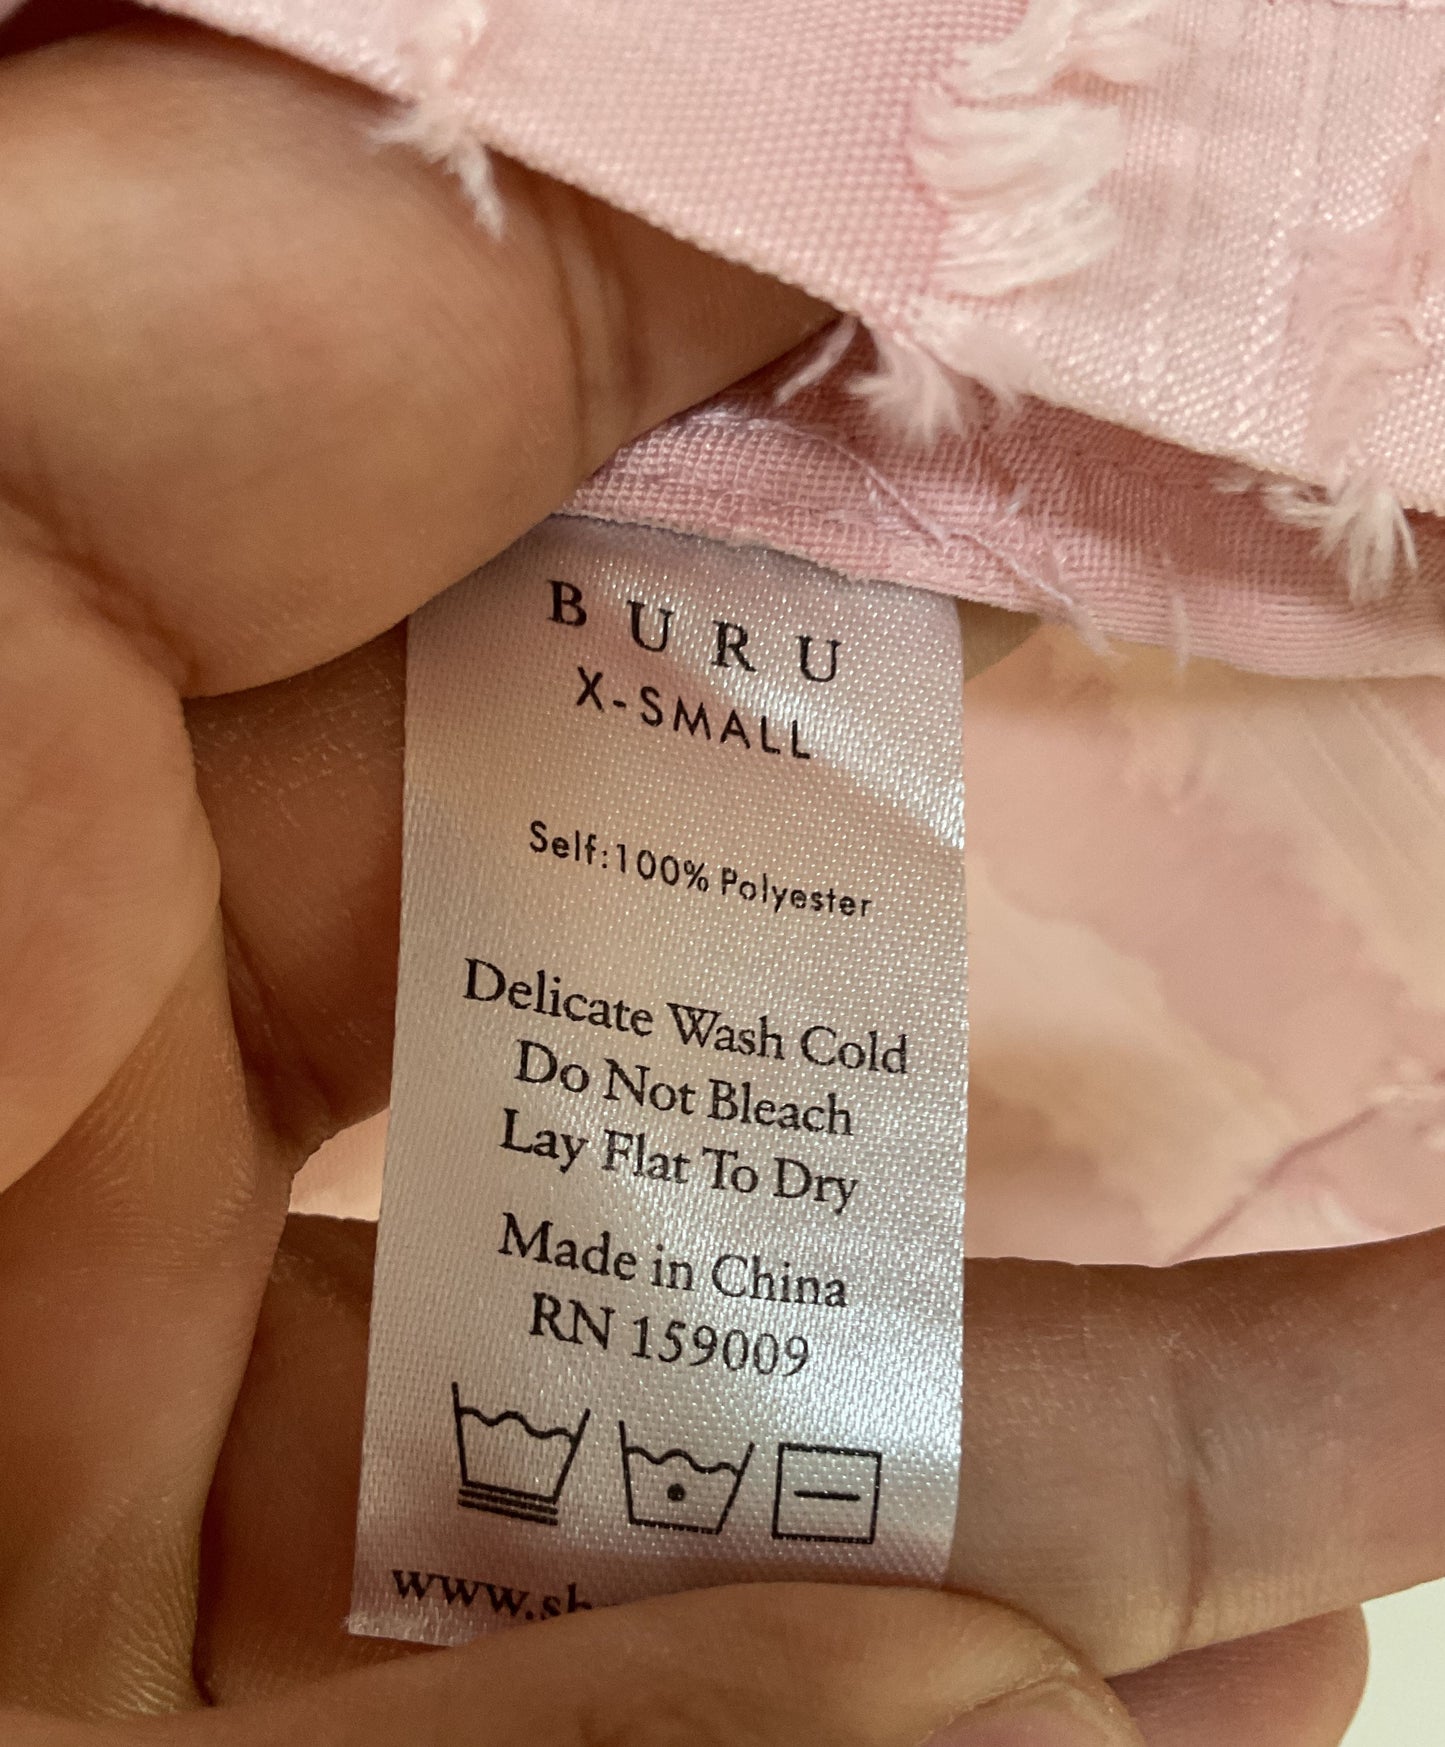 BURU
X-SMALL
Self:100% Polyester
Delicate Wash Cold
Do Not Bleach
Lay Flat To Dry
Made in China
RN 159009